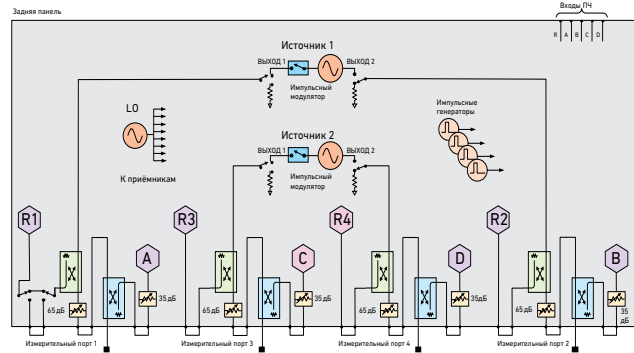 Задняя панель
Входы ПЧ
R A B C D
Источник 1
ВЫХОД 1
ВЫХОД 2
Импульсный
модулятор
LO
К приёмникам
Импульсные
генераторы
Источник 2
ВЫХОД 1
ВЫХОД 2
Импульсный
модулятор
R1
A
R3
C
R4
D
R2
B
65 дБ
35 дБ
65 дБ
35 дБ
65 дБ
35 дБ
65 дБ
35
дБ
Измерительный порт 1
Измерительный порт 3
Измерительный порт 4
Измерительный порт 2